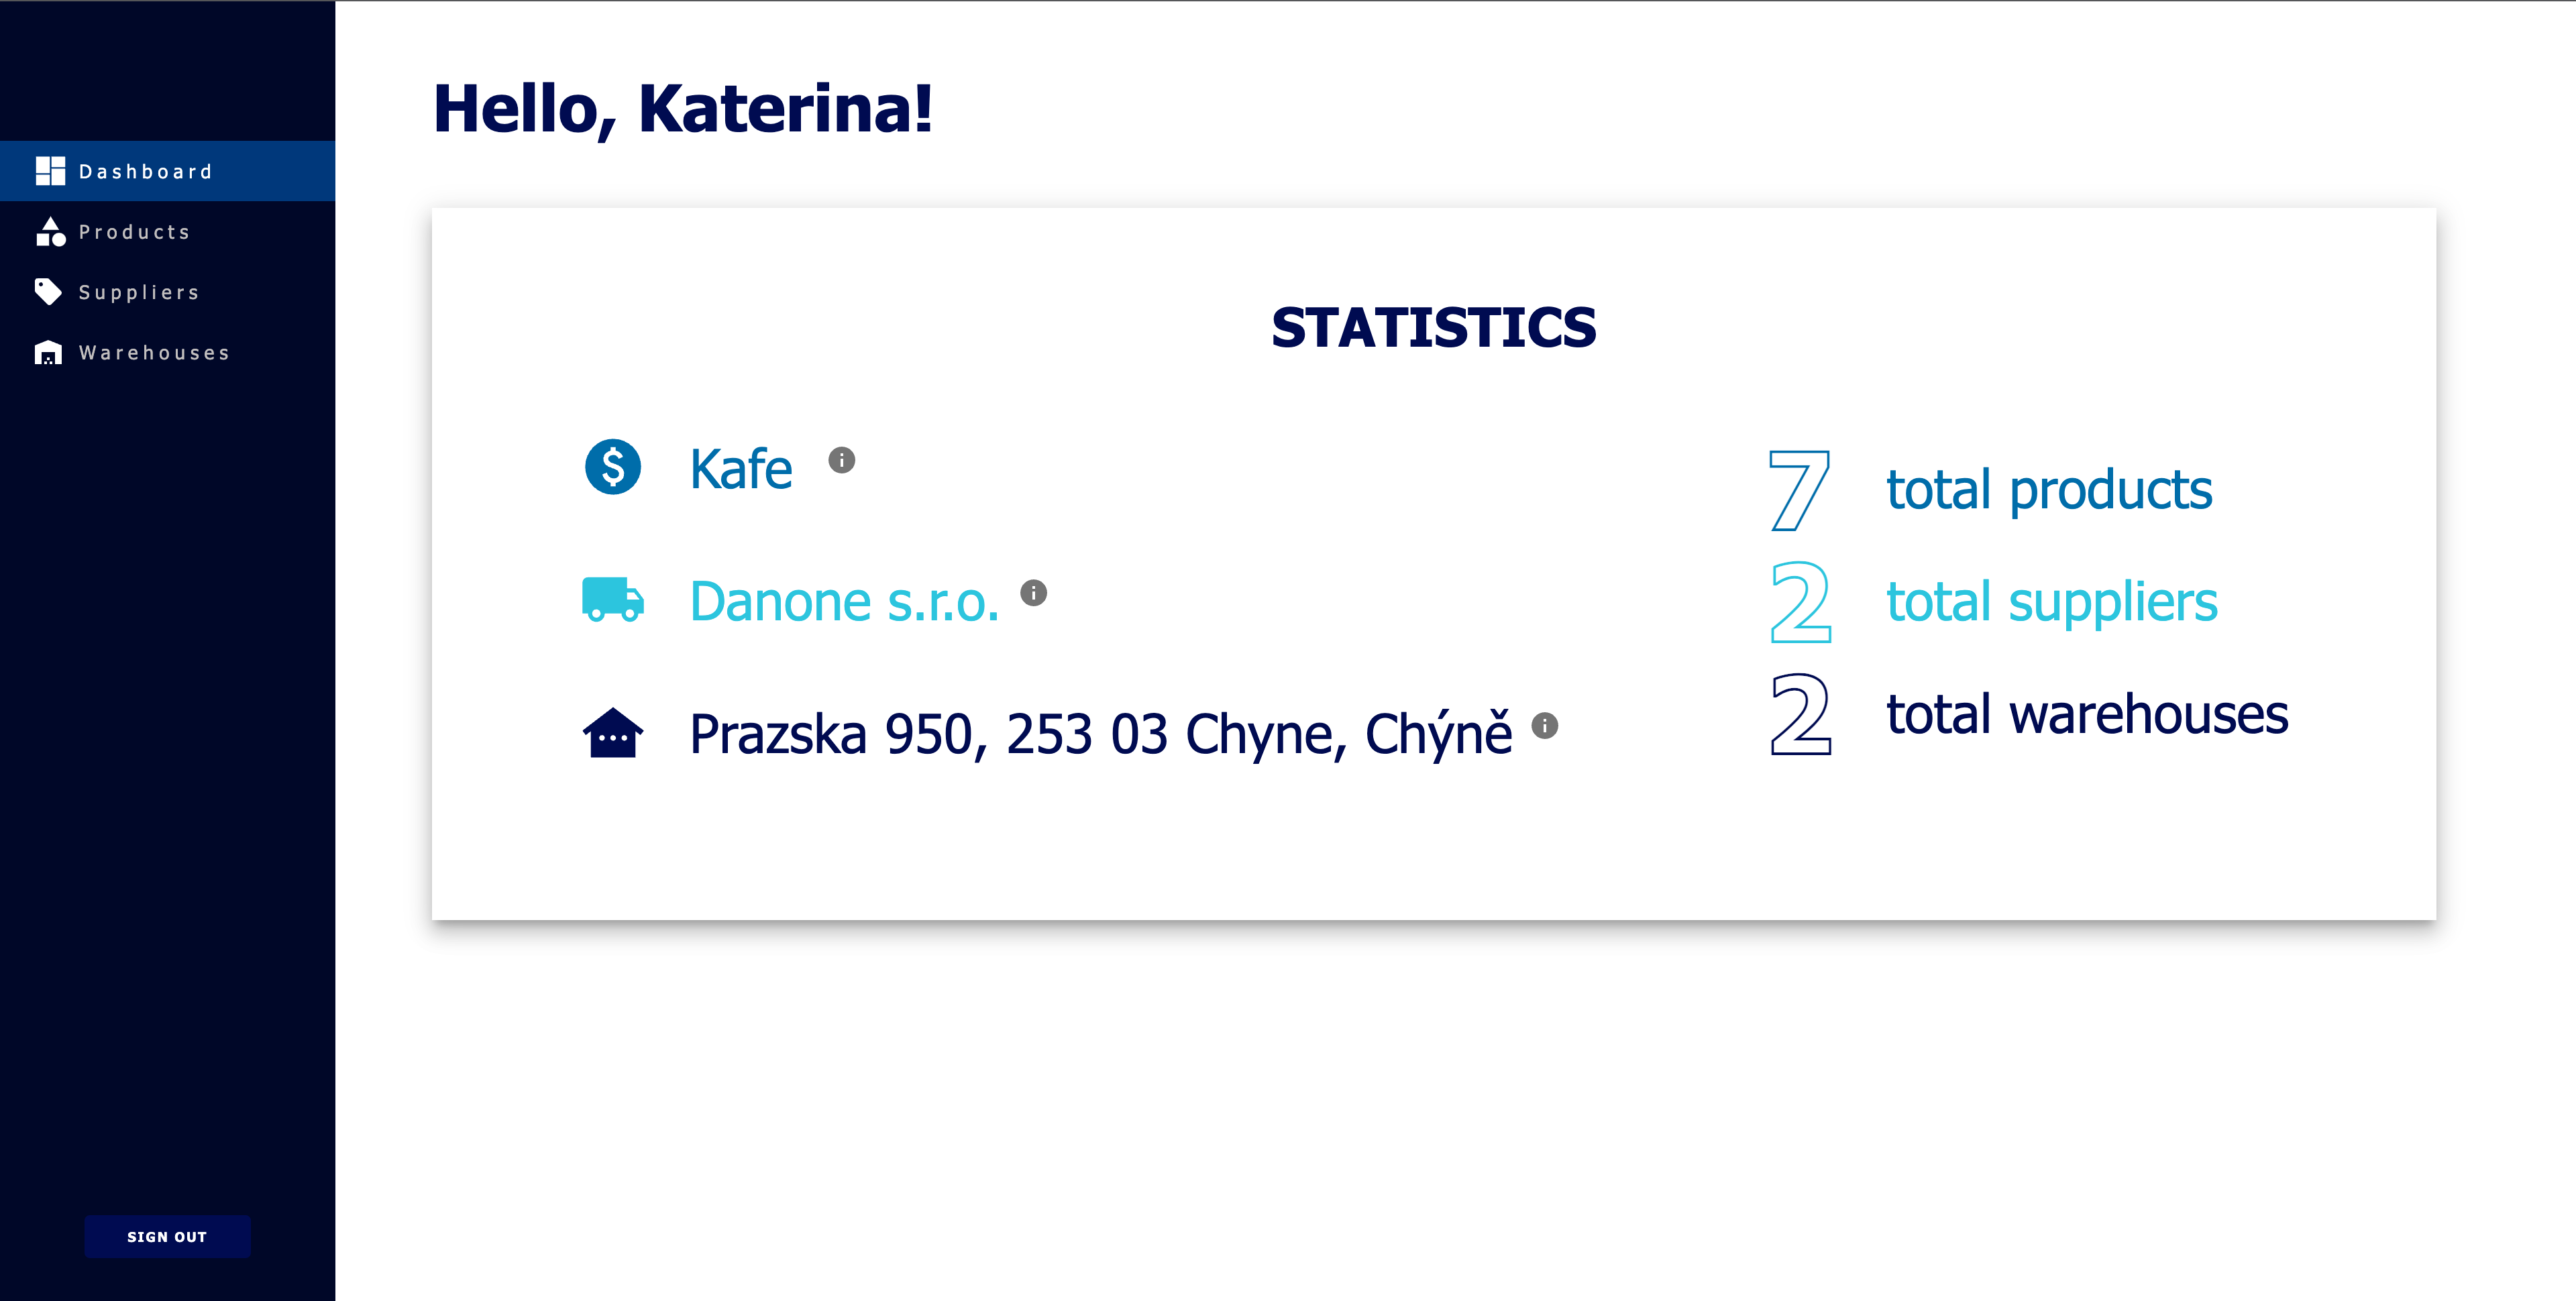 Hello, Katerina!
Dashboard
Products
Suppliers
Warehouses
SIGN OUT
STATISTICS
Kafe
Danone s.r.o.
Prazska 950, 253 03 Chyne, Chýně
7 total products
2 total suppliers
2 total warehouses